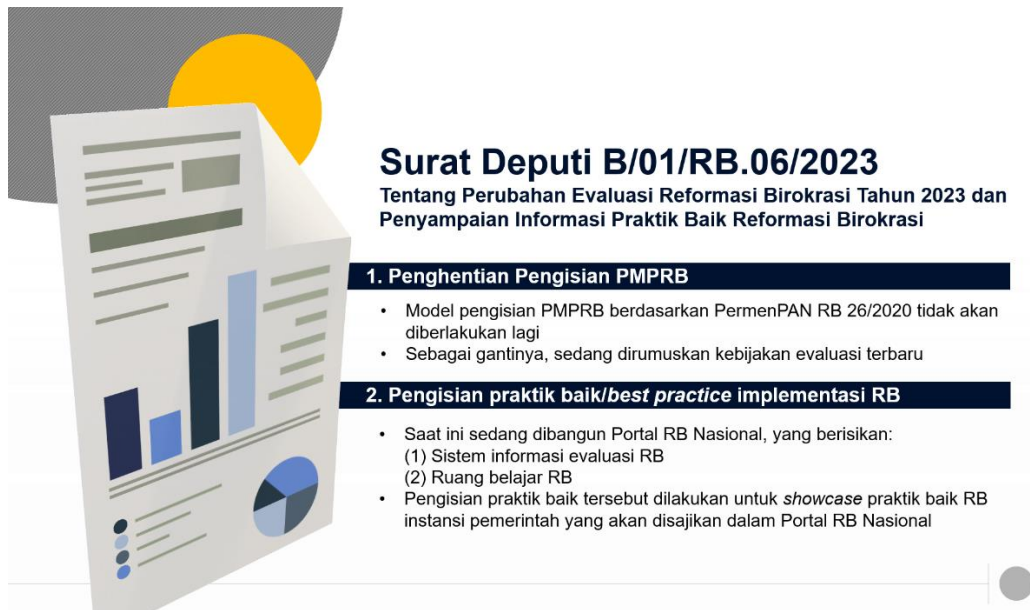 Surat Deputi B/01/RB.06/2023
Tentang Perubahan Evaluasi Reformasi Birokrasi Tahun 2023 dan
Penyampaian Informasi Praktik Baik Reformasi Birokrasi
1. Penghentian Pengisian PMPRB
• Model pengisian PMPRB berdasarkan PermenPAN RB 26/2020 tidak akan
diberlakukan lagi
• Sebagai gantinya, sedang dirumuskan kebijakan evaluasi terbaru
2. Pengisian praktik baik/best practice implementasi RB
• Saat ini sedang dibangun Portal RB Nasional, yang berisikan:
(1) Sistem informasi evaluasi RB
(2) Ruang belajar RB
• Pengisian praktik baik tersebut dilakukan untuk showcase praktik baik RB
instansi pemerintah yang akan disajikan dalam Portal RB Nasional